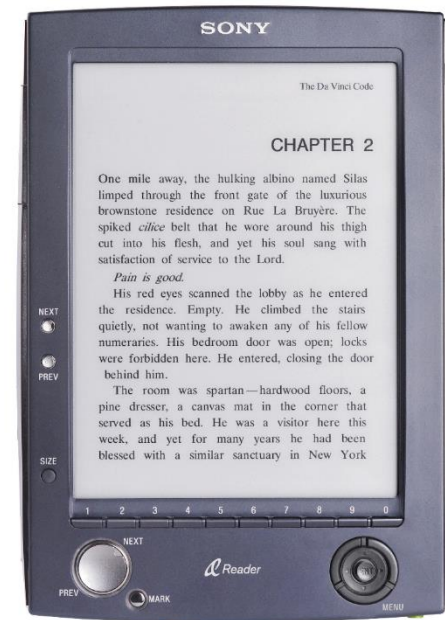 SONY
The Da Vinci Code
CHAPTER 2
One mile away, the hulking albino named Silas
limped through the front gate of the luxurious
brownstone residence on Rue La Bruyère. The
spiked cilice belt that he wore around his thigh
cut into his flesh, and yet his soul sang with
satisfaction of service to the Lord.
Pain is good.
His red eyes scanned the lobby as he entered
the residence. Empty. He climbed the stairs
quietly, not wanting to awaken any of his fellow
numeraries. His bedroom door was open; locks
were forbidden here. He entered, closing the door
behind him.
The room was spartan—hardwood floors, a
pine dresser, a canvas mat in the corner that
served as his bed. He was a visitor here this
week, and yet for many years he had been
blessed with a similar sanctuary in New York
NEXT
PREV
SIZE
1 2 3 4 5 6 7 8 9 0
NEXT
PREV
MARK
Reader
MENU